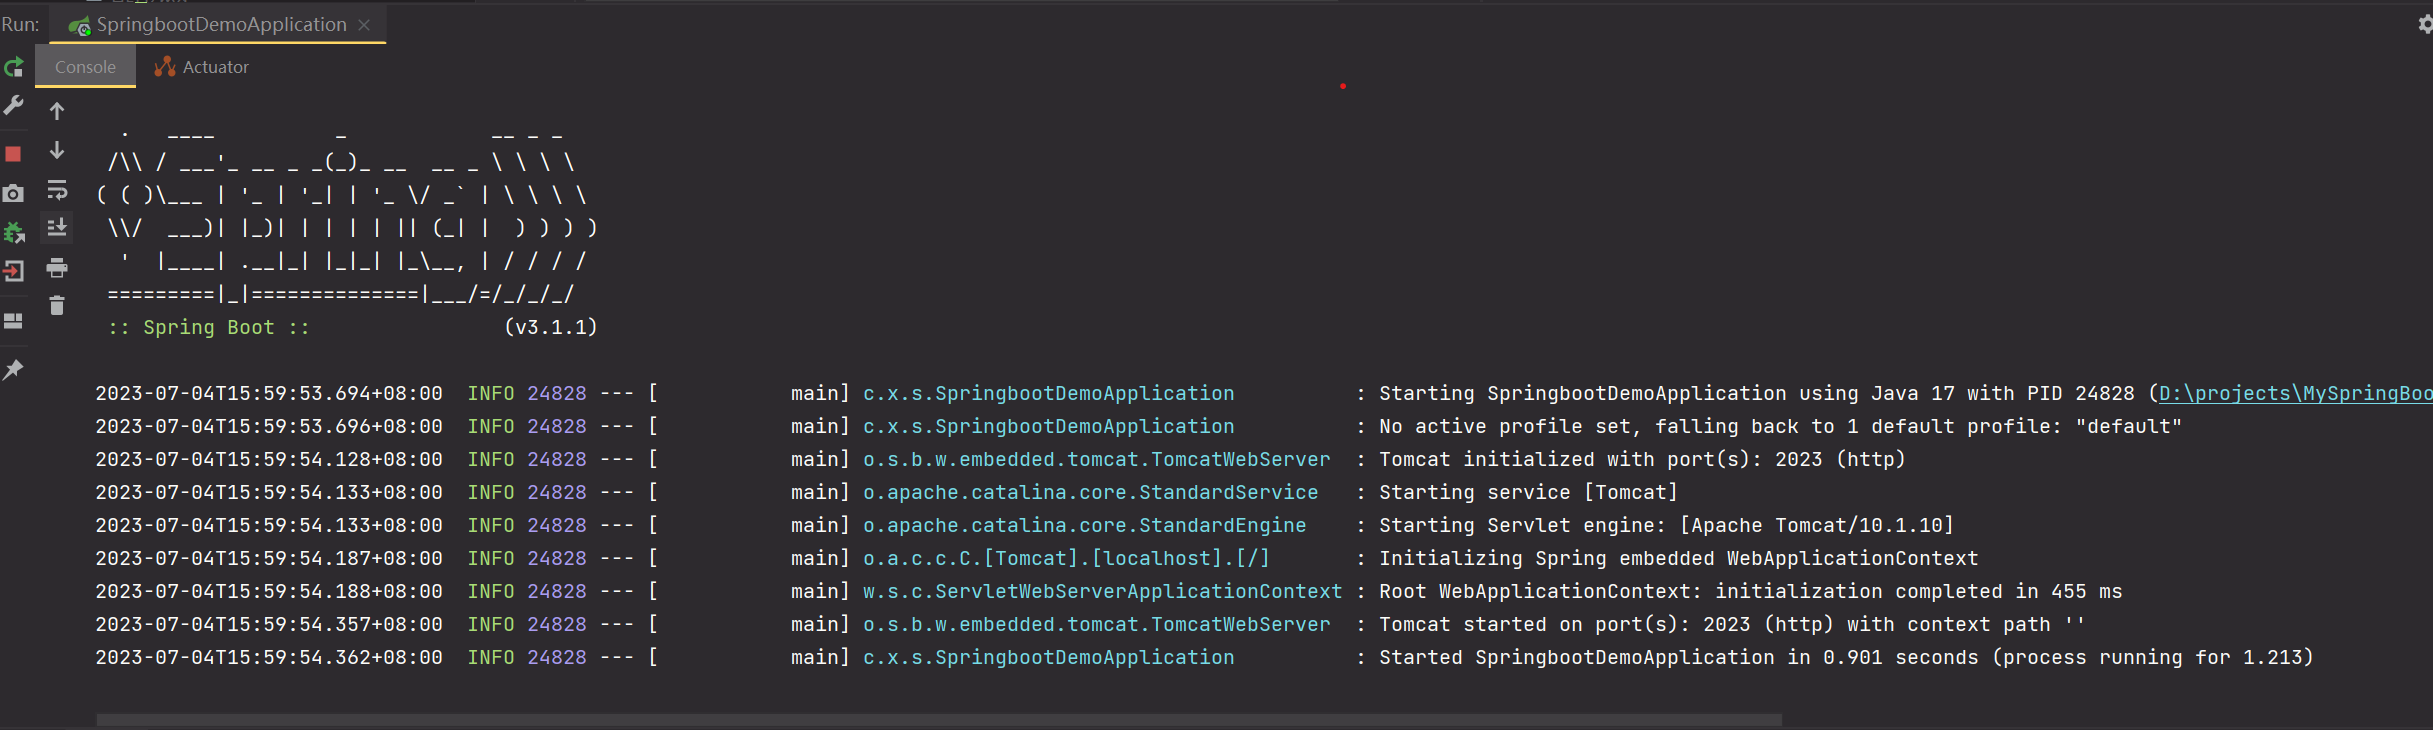 Run: SpringbootDemoApplication
Console Actuator
  .   ____          _            __ _ _
 /\\ / ___'_ __ _ _(_)_ __  __ _ \ \ \ \
( ( )\___ | '_ | '_| | '_ \/ _` | \ \ \ \
 \\/  ___)| |_)| | | | | || (_| |  ) ) ) )
  '  |____| .__|_| |_|_| |_\__, | / / / /
 =========|_|==============|___/=/_/_/_/
 :: Spring Boot ::                (v3.1.1)
2023-07-04T15:59:53.694+08:00  INFO 24828 --- [           main] c.x.s.SpringbootDemoApplication          : Starting SpringbootDemoApplication using Java 17 with PID 24828 (D:\projects\MySpringBoo
2023-07-04T15:59:53.696+08:00  INFO 24828 --- [           main] c.x.s.SpringbootDemoApplication          : No active profile set, falling back to 1 default profile: "default"
2023-07-04T15:59:54.128+08:00  INFO 24828 --- [           main] o.s.b.w.embedded.tomcat.TomcatWebServer  : Tomcat initialized with port(s): 2023 (http)
2023-07-04T15:59:54.133+08:00  INFO 24828 --- [           main] o.apache.catalina.core.StandardService   : Starting service [Tomcat]
2023-07-04T15:59:54.133+08:00  INFO 24828 --- [           main] o.apache.catalina.core.StandardEngine    : Starting Servlet engine: [Apache Tomcat/10.1.10]
2023-07-04T15:59:54.187+08:00  INFO 24828 --- [           main] o.a.c.c.C.[Tomcat].[localhost].[/]       : Initializing Spring embedded WebApplicationContext
2023-07-04T15:59:54.188+08:00  INFO 24828 --- [           main] w.s.c.ServletWebServerApplicationContext : Root WebApplicationContext: initialization completed in 455 ms
2023-07-04T15:59:54.357+08:00  INFO 24828 --- [           main] o.s.b.w.embedded.tomcat.TomcatWebServer  : Tomcat started on port(s): 2023 (http) with context path ''
2023-07-04T15:59:54.362+08:00  INFO 24828 --- [           main] c.x.s.SpringbootDemoApplication          : Started SpringbootDemoApplication in 0.901 seconds (process running for 1.213)